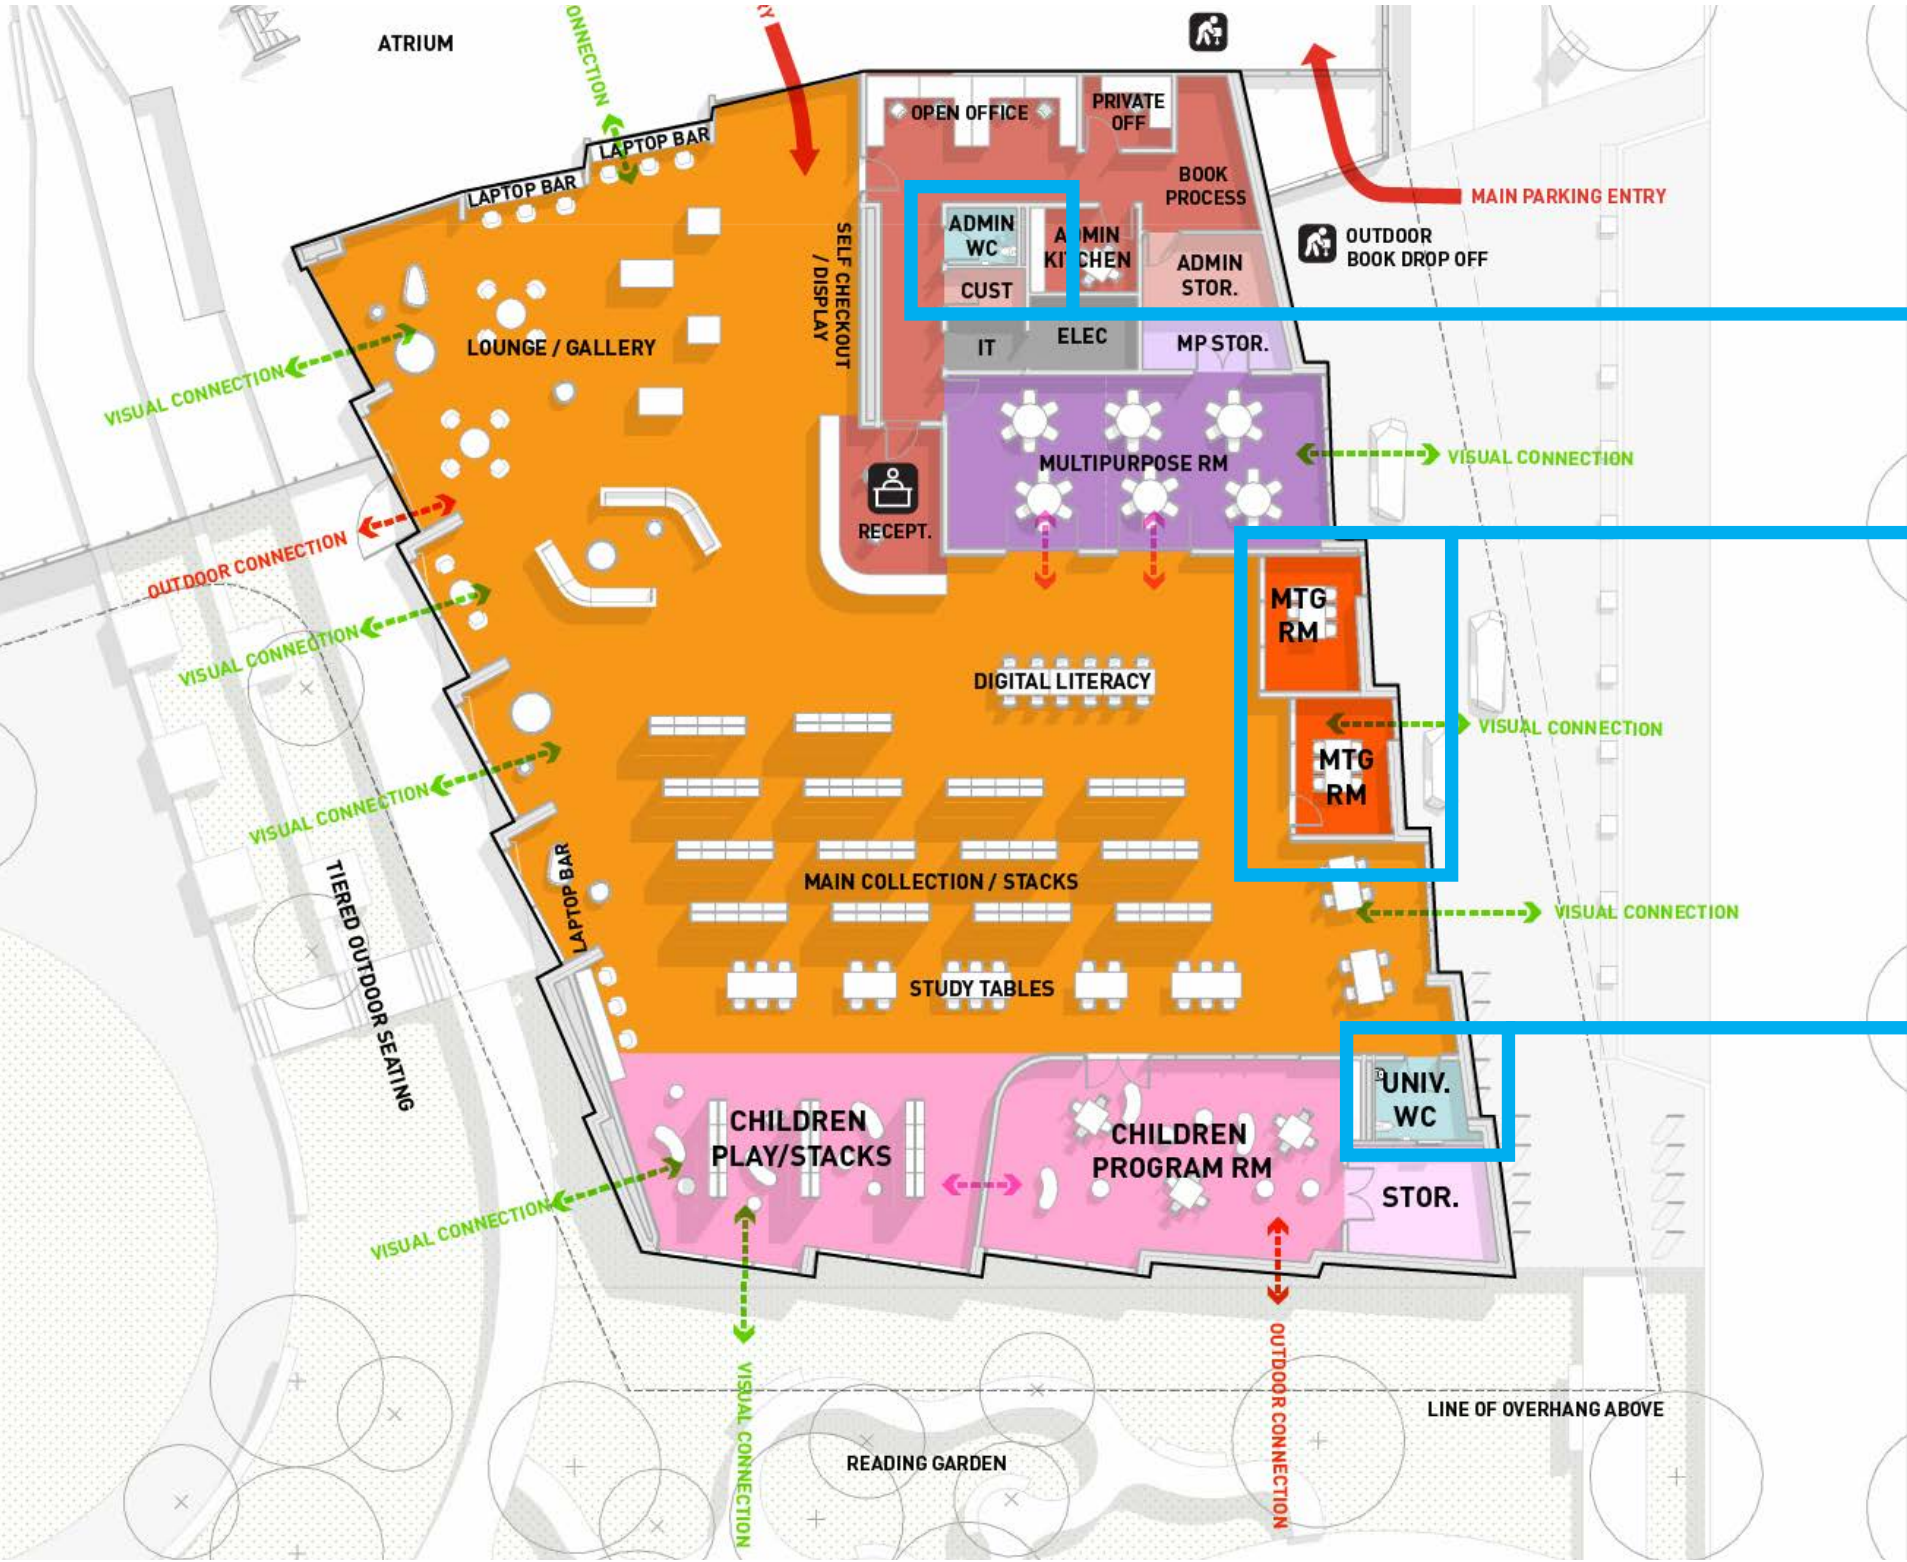 ATRIUM
ONNECTION
RY
LAPTOP BAR
LAPTOP BAR
OPEN OFFICE
PRIVATE
OFF
BOOK
PROCESS
MAIN PARKING ENTRY
OUTDOOR
BOOK DROP OFF
ADMIN
WC
ADMIN
KITCHEN
ADMIN
STOR.
CUST
SELF CHECKOUT
/ DISPLAY
IT
ELEC
MP STOR.
LOUNGE / GALLERY
VISUAL CONNECTION
MULTIPURPOSE RM
VISUAL CONNECTION
RECEPT.
OUTDOOR CONNECTION
MTG
RM
VISUAL CONNECTION
DIGITAL LITERACY
VISUAL CONNECTION
MTG
RM
VISUAL CONNECTION
LAPTOP BAR
MAIN COLLECTION / STACKS
VISUAL CONNECTION
TIERED OUTDOOR SEATING
STUDY TABLES
UNIV.
WC
CHILDREN
PLAY/STACKS
CHILDREN
PROGRAM RM
STOR.
VISUAL CONNECTION
VISUAL CONNECTION
OUTDOOR CONNECTION
LINE OF OVERHANG ABOVE
READING GARDEN